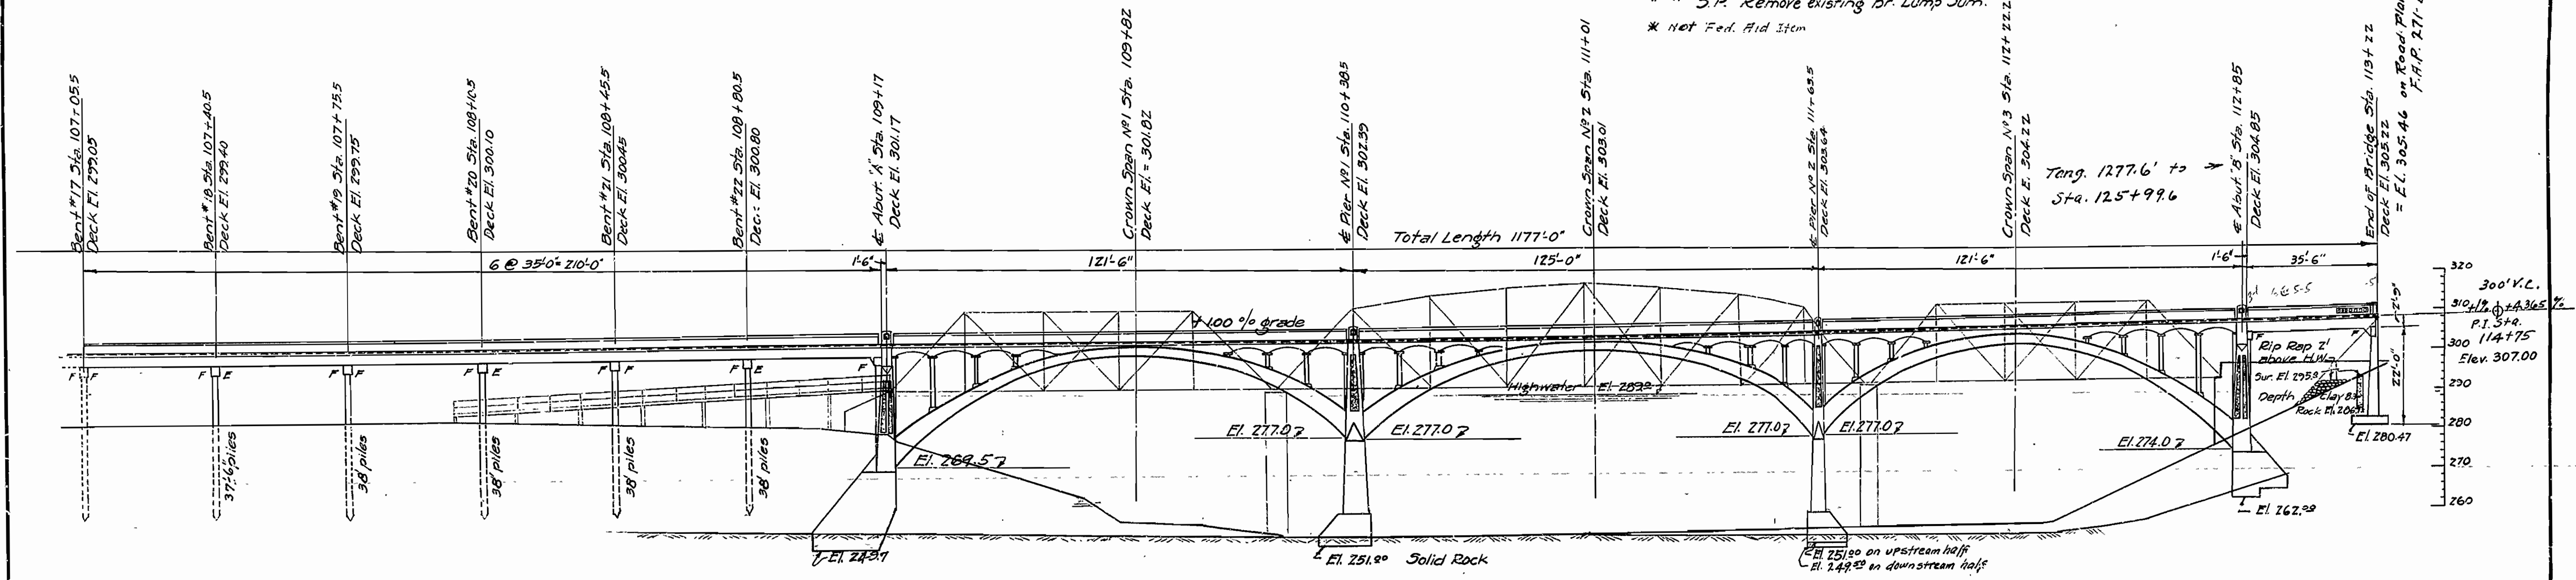 S.P. Remove existing br. Lump Sum.
* Not Fed. Aid Item
Bent #17 Sta. 107+05.5
Deck El. 299.05
Bent #18 Sta. 107+40.5
Deck El. 299.40
Bent #19 Sta. 107+75.5
Deck El. 299.75
Bent #20 Sta. 108+10.5
Deck El. 300.10
Bent #21 Sta. 108+45.5
Deck El. 300.45
Bent #22 Sta. 108+80.5
Dec.: El. 300.80
℄ Abut. "A" Sta. 109+17
Deck El. 301.17
Crown Span Nº1 Sta. 109+82
Deck El. = 301.82
℄ Pier Nº1 Sta. 110+38.5
Deck El. 302.39
Crown Span Nº2 Sta. 111+01
Deck El. 303.01
℄ Pier Nº2 Sta. 111+63.5
Deck El. 303.64
Crown Span Nº3 Sta. 112+22.2
Deck E. 304.22
Tang. 1277.6' to →
Sta. 125+99.6
℄ Abut. "B" Sta. 112+85
Deck El. 304.85
End of Bridge Sta. 113+22
Deck El. 305.22
= El. 305.46 on Road Plan
F.A.P. 271-
Total Length 1177'-0"
6 @ 35'-0" = 210'-0"
1'-6"
121'-6"
125'-0"
121'-6"
1'-6"
35'-6"
+1.00 % grade
320
310
300
290
280
270
260
300' V.C.
+1% +4.365 %
P.I. Sta.
114+75
Elev. 307.00
2'-9"
22'-0"
Rip Rap 2'
above H.W.
Sur. El. 295.3
Depth Clay 8.5
Rock El. 286.
F F
F E
F F
F E
F F
F E
F
F
F
Highwater El. 289.0
El. 277.0
El. 277.0
El. 277.0
El. 277.0
El. 274.0
El. 280.47
El. 269.5
37'-6" piles
38' piles
38' piles
38' piles
38' piles
El. 262.00
El. 249.7
El. 251.00 Solid Rock
El. 251.00 on upstream half
El. 249.50 on downstream half